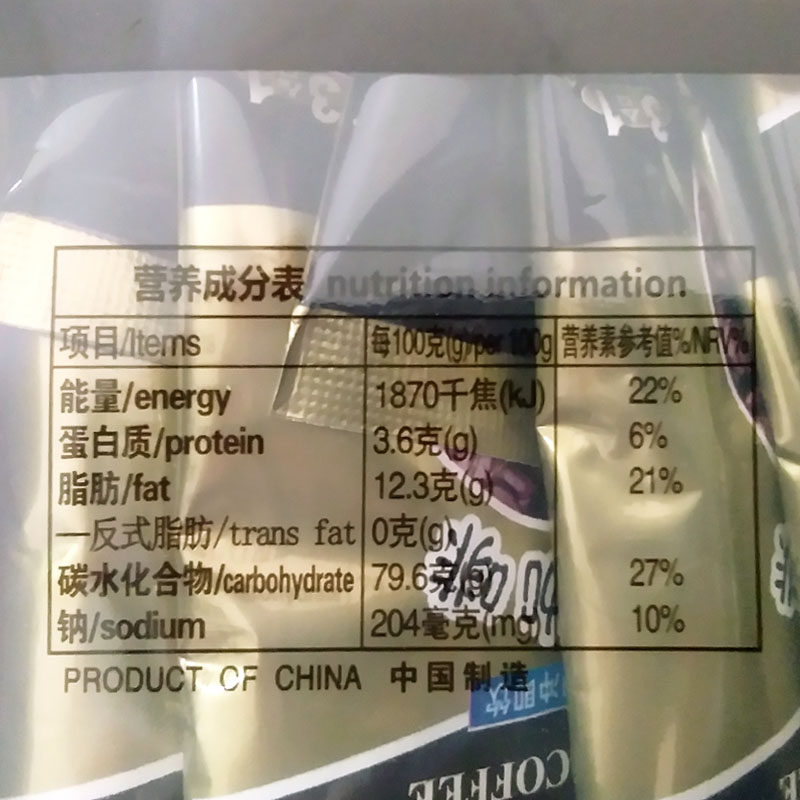 营养成分表 nutrition information
项目/Items 每100克(g)/per 100g 营养素参考值%/NRV%
能量/energy 1870千焦(kJ) 22%
蛋白质/protein 3.6克(g) 6%
脂肪/fat 12.3克(g) 21%
—反式脂肪/trans fat 0克(g)
碳水化合物/carbohydrate 79.6克(g) 27%
钠/sodium 204毫克(mg) 10%
PRODUCT OF CHINA 中国制造
冲即饮
COFFEE